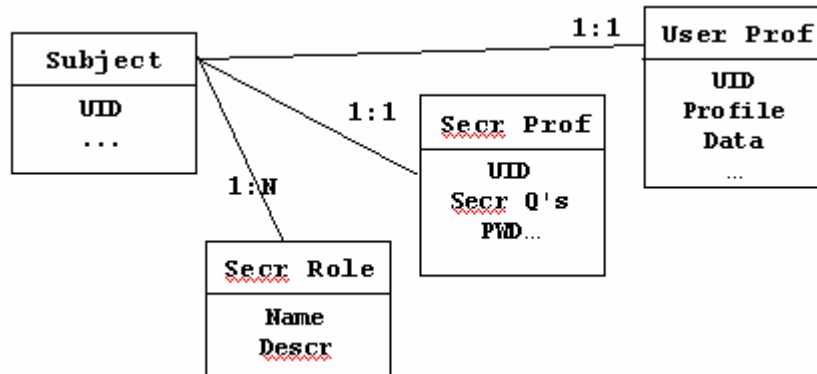 Subject
UID
...
1:1
User Prof
UID
Profile
Data
...
1:1
Secr Prof
UID
Secr Q's
PWD...
1:N
Secr Role
Name
Descr